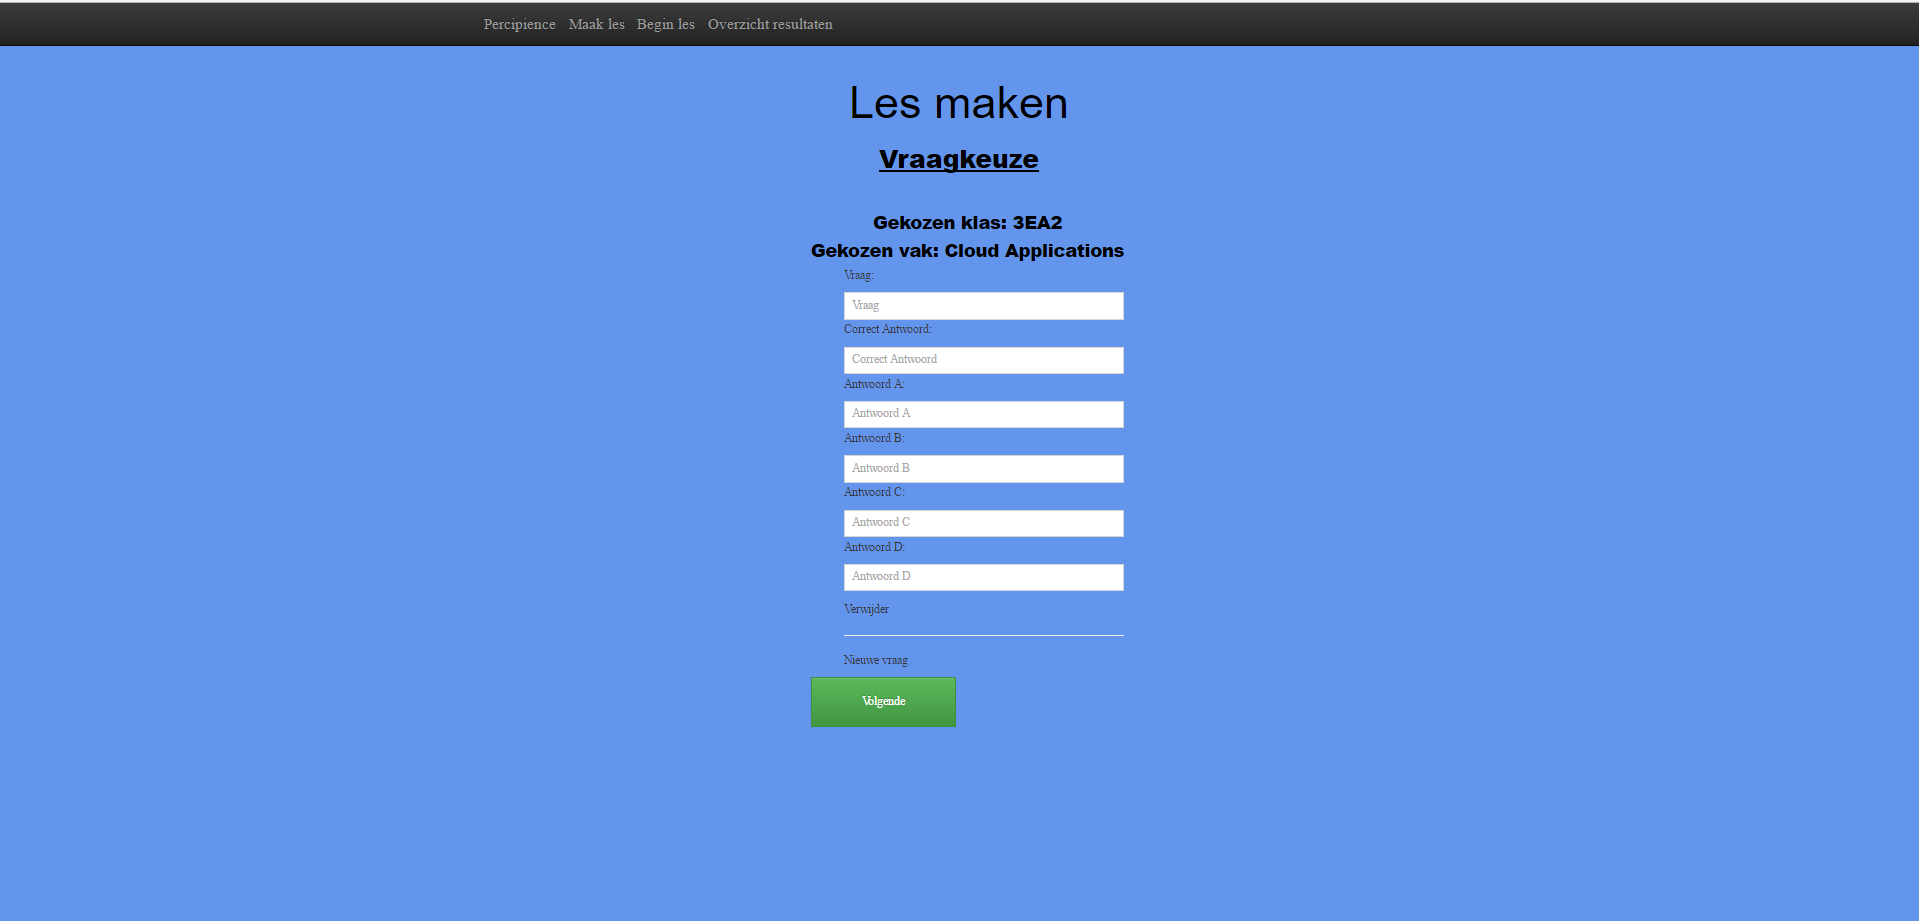 Percipience Maak les Begin les Overzicht resultaten
Les maken
Vraagkeuze
Gekozen klas: 3EA2
Gekozen vak: Cloud Applications
Vraag:
Vraag
Correct Antwoord:
Correct Antwoord
Antwoord A:
Antwoord A
Antwoord B:
Antwoord B
Antwoord C:
Antwoord C
Antwoord D:
Antwoord D
Verwijder
Nieuwe vraag
Volgende